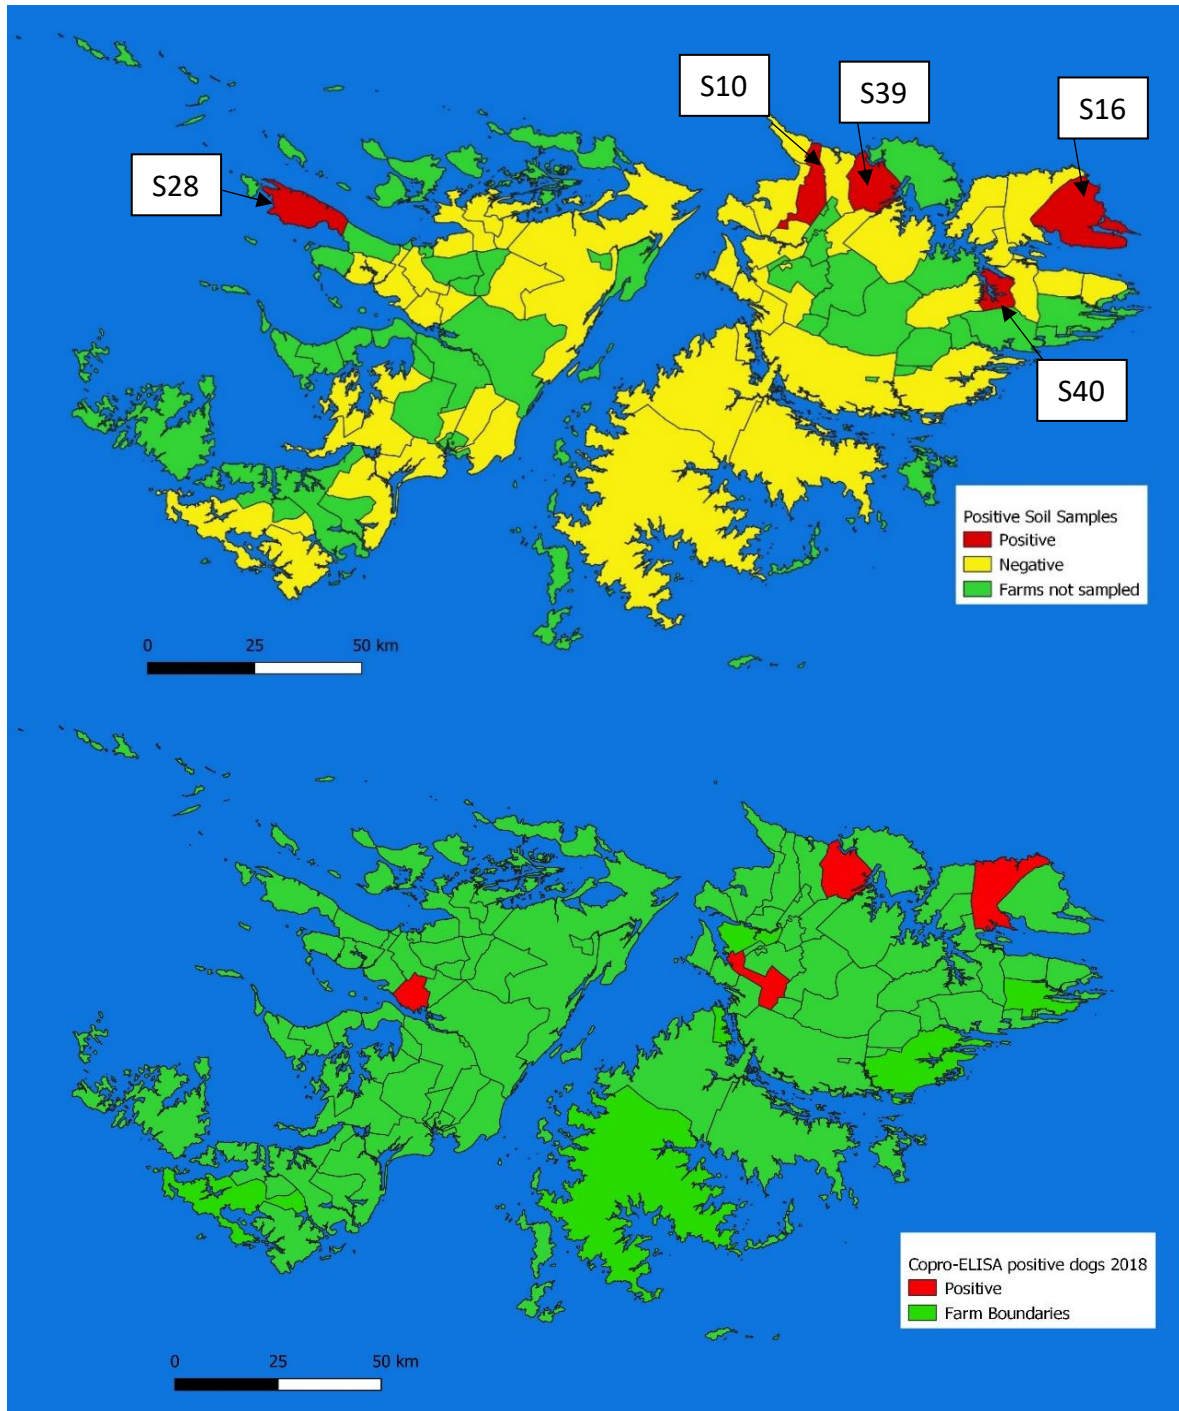 S10
S39
S16
S28
S40
Positive Soil Samples
Positive
Negative
Farms not sampled
0 25 50 km
Copro-ELISA positive dogs 2018
Positive
Farm Boundaries
0 25 50 km